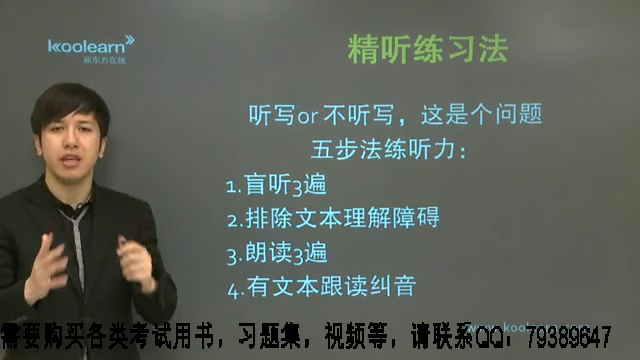 koolearn
新东方在线
精听练习法
听写or不听写，这是个问题
五步法练听力：
1.盲听3遍
2.排除文本理解障碍
3.朗读3遍
4.有文本跟读纠音
www.koolearn.com
需要购买各类考试用书，习题集，视频等，请联系QQ：79389647